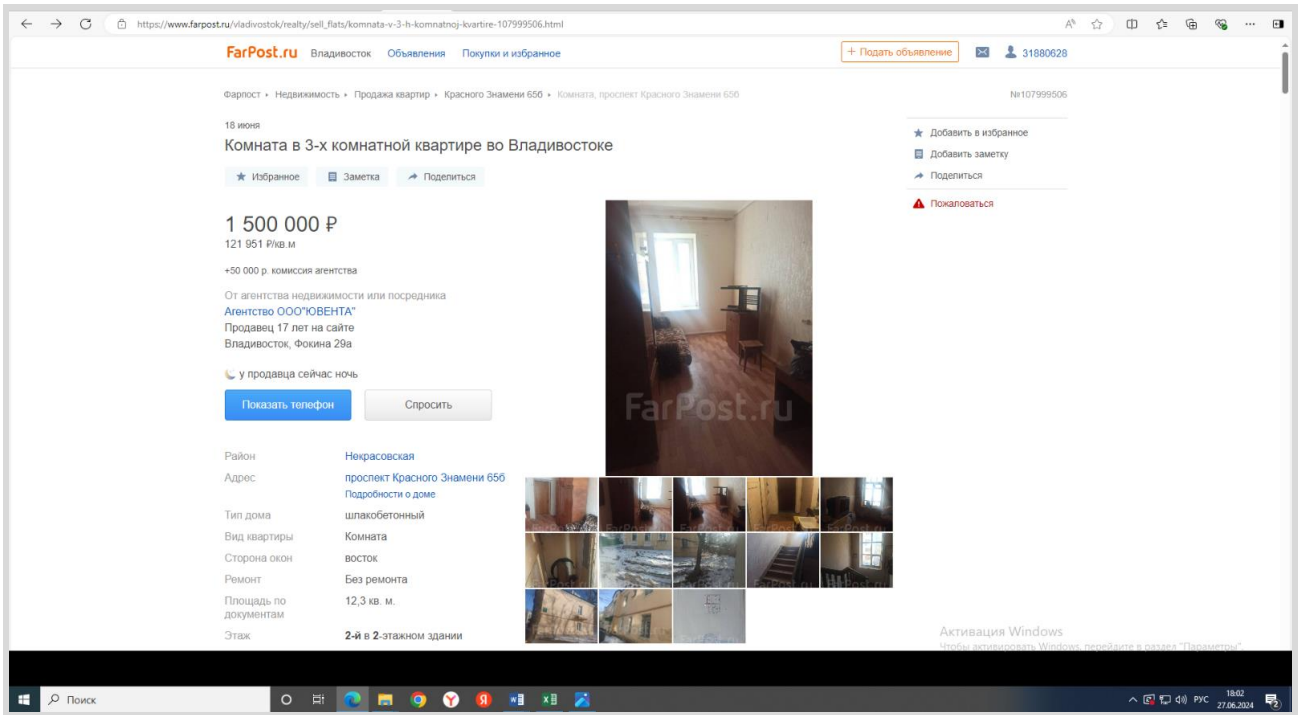 https://www.farpost.ru/vladivostok/realty/sell_flats/komnata-v-3-h-komnatnoj-kvartire-107999506.html
FarPost.ru Владивосток Объявления Покупки и избранное + Подать объявление 31880628
Фарпост Недвижимость Продажа квартир Красного Знамени 65б Комната, проспект Красного Знамени 65б №107999506
18 июня
Комната в 3-х комнатной квартире во Владивостоке
Избранное Заметка Поделиться
Добавить в избранное
Добавить заметку
Поделиться
Пожаловаться
1 500 000 ₽
121 951 ₽/кв.м
+50 000 р. комиссия агентства
От агентства недвижимости или посредника
Агентство ООО"ЮВЕНТА"
Продавец 17 лет на сайте
Владивосток, Фокина 29а
у продавца сейчас ночь
Показать телефон Спросить
FarPost.ru
Район Некрасовская
Адрес проспект Красного Знамени 65б
Подробности о доме
Тип дома шлакобетонный
Вид квартиры Комната
Сторона окон восток
Ремонт Без ремонта
Площадь по документам 12,3 кв. м.
Этаж 2-й в 2-этажном здании
Активация Windows
Чтобы активировать Windows, перейдите в раздел "Параметры".
Поиск
РУС 18:02
27.06.2024